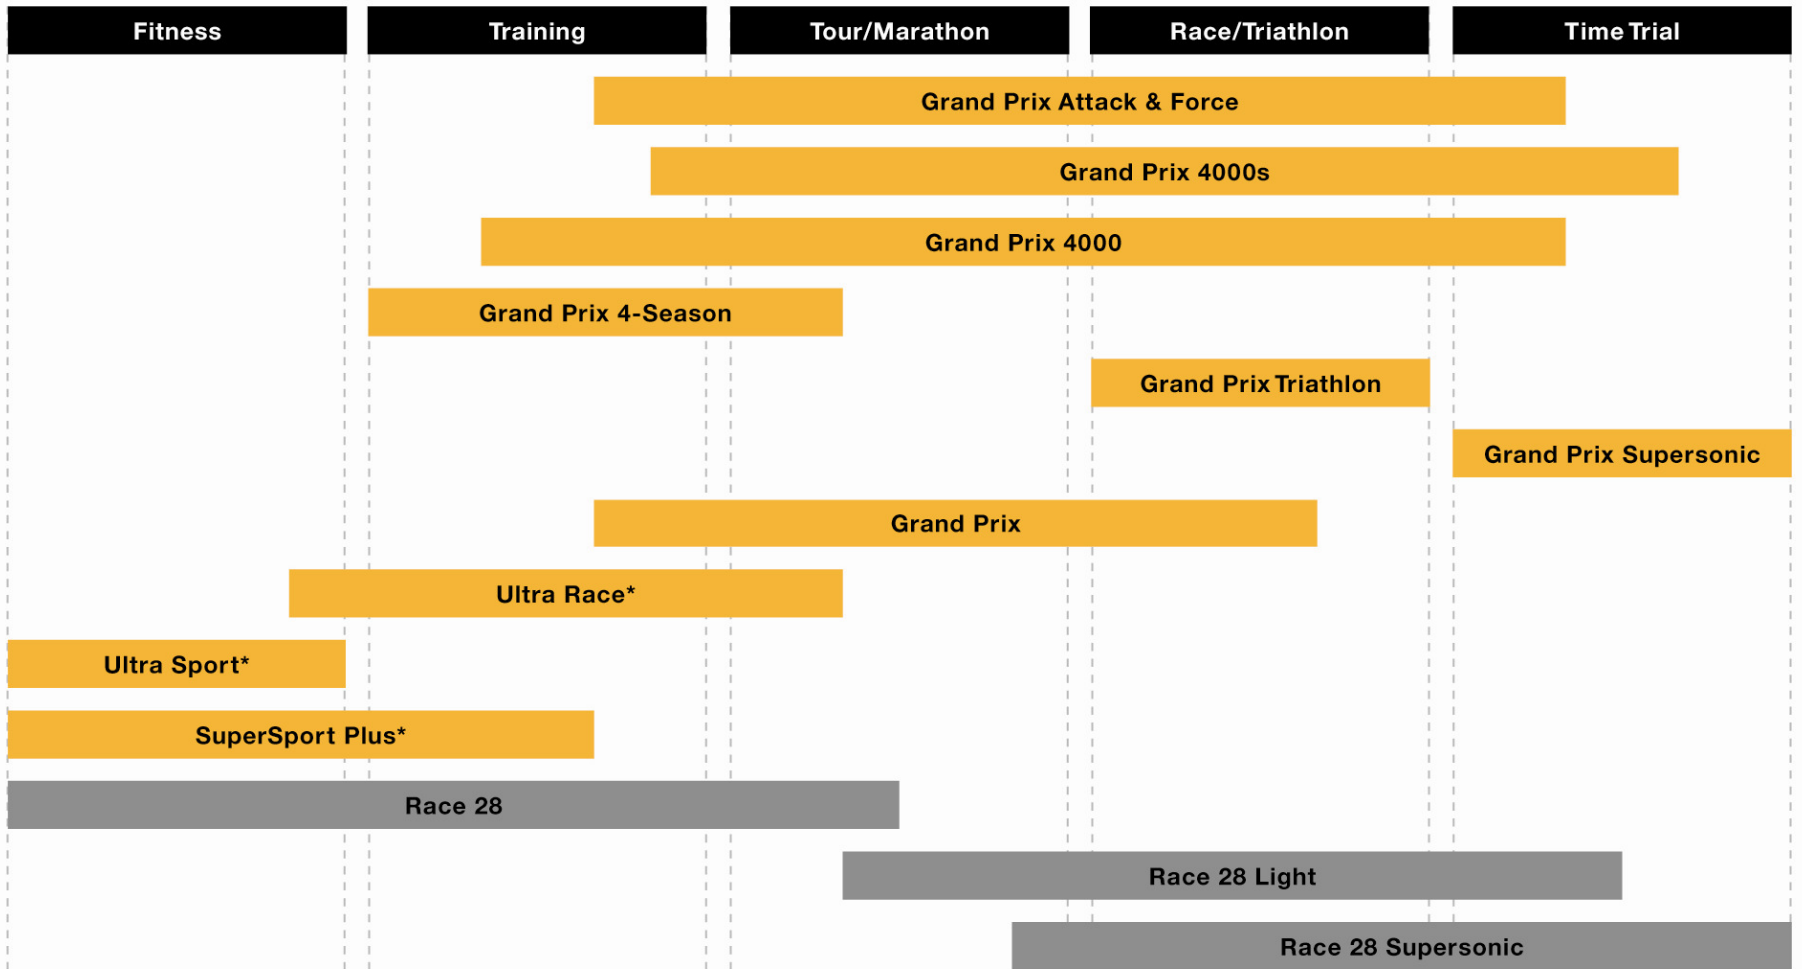 Fitness Training Tour/Marathon Race/Triathlon Time Trial
Grand Prix Attack & Force
Grand Prix 4000s
Grand Prix 4000
Grand Prix 4-Season
Grand Prix Triathlon
Grand Prix Supersonic
Grand Prix
Ultra Race*
Ultra Sport*
SuperSport Plus*
Race 28
Race 28 Light
Race 28 Supersonic